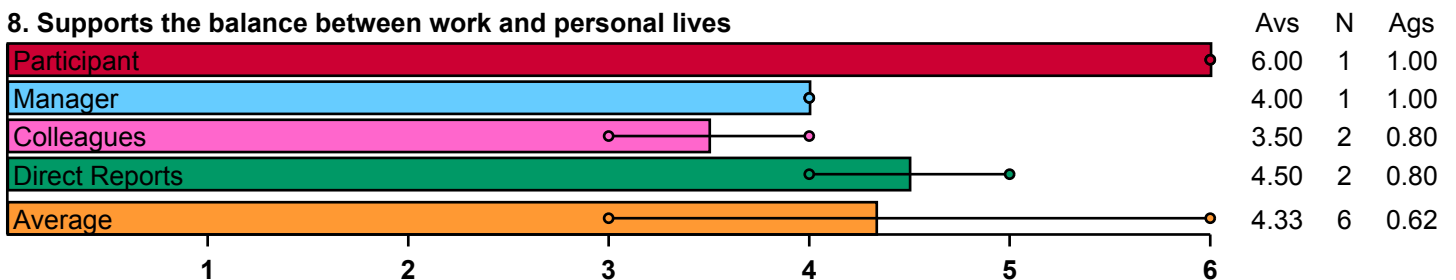 8. Supports the balance between work and personal lives Avs N Ags
Participant 6.00 1 1.00
Manager 4.00 1 1.00
Colleagues 3.50 2 0.80
Direct Reports 4.50 2 0.80
Average 4.33 6 0.62
1 2 3 4 5 6